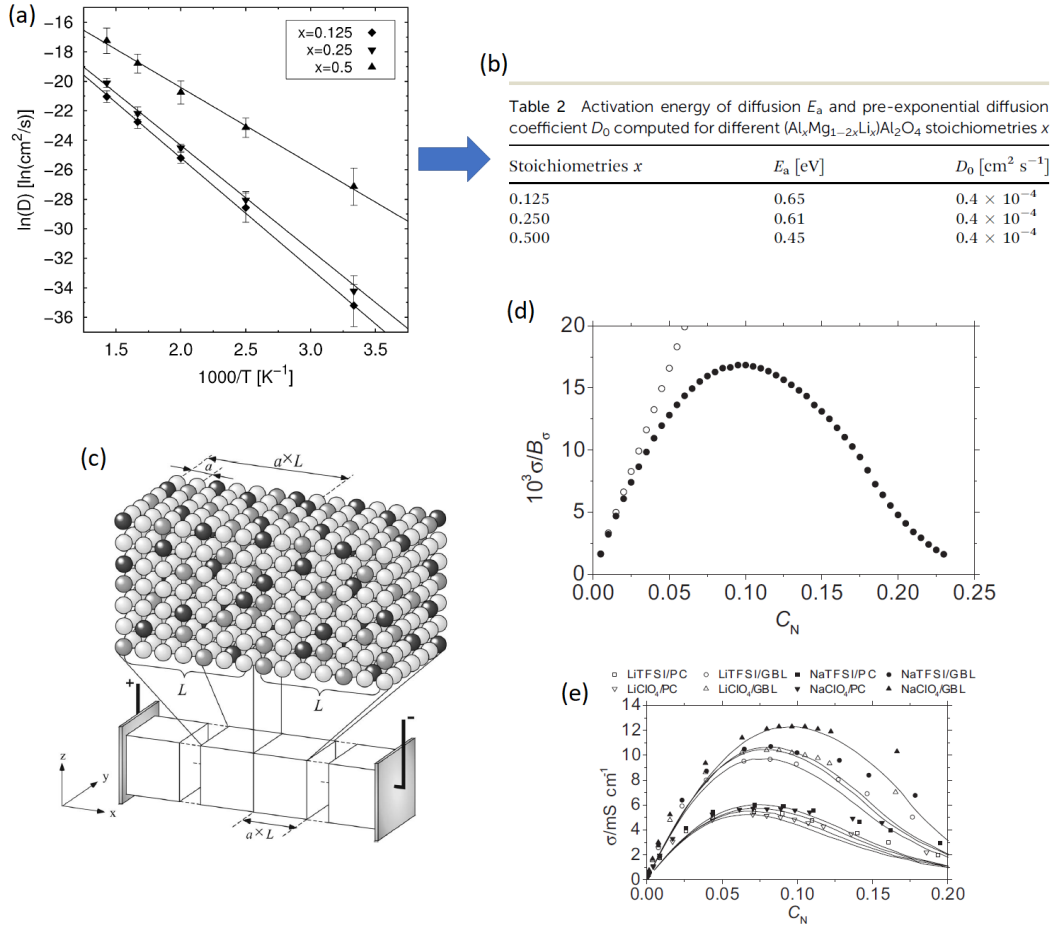 (a)
−16
−18
−20
−22
−24
−26
−28
−30
−32
−34
−36
ln(D) [ln(cm²/s)]
x=0.125
x=0.25
x=0.5
1.5 2.0 2.5 3.0 3.5
1000/T [K⁻¹]
(b)
Table 2 Activation energy of diffusion Eₐ and pre-exponential diffusion
coefficient D₀ computed for different (AlₓMg₁₋₂ₓLiₓ)Al₂O₄ stoichiometries x
Stoichiometries x Eₐ [eV] D₀ [cm² s⁻¹]
0.125 0.65 0.4 × 10⁻⁴
0.250 0.61 0.4 × 10⁻⁴
0.500 0.45 0.4 × 10⁻⁴
(c)
a
a×L
L
L
+
-
z
y
x
a×L
(d)
20
15
10
5
0
10³σ/B_σ
0.00 0.05 0.10 0.15 0.20 0.25
C_N
(e)
LiTFSI/PC LiTFSI/GBL NaTFSI/PC NaTFSI/GBL
LiClO₄/PC LiClO₄/GBL NaClO₄/PC NaClO₄/GBL
14
12
10
8
6
4
2
0
σ/mS cm¹
0.00 0.05 0.10 0.15 0.20
C_N